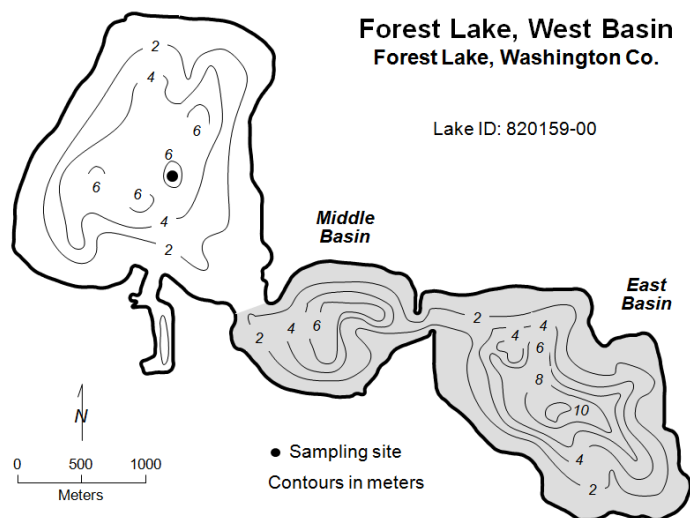 Forest Lake, West Basin
Forest Lake, Washington Co.
Lake ID: 820159-00
2
4
6
6
6
6
4
2
Middle
Basin
2 4 6
East
Basin
2
4 4
6
8
10
4
2
N
0 500 1000
Meters
Sampling site
Contours in meters